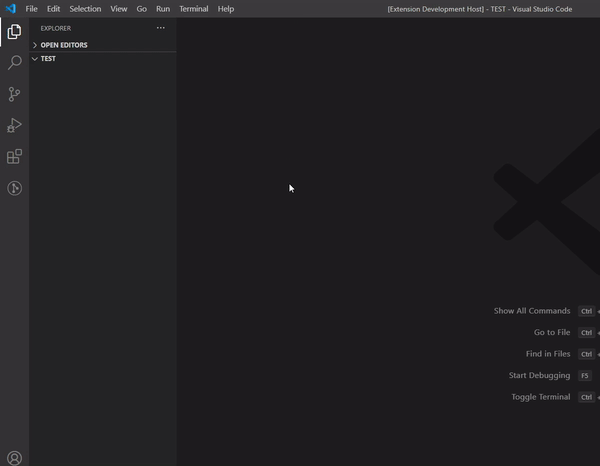 File Edit Selection View Go Run Terminal Help [Extension Development Host] - TEST - Visual Studio Code
EXPLORER ...
OPEN EDITORS
TEST
Show All Commands Ctrl
Go to File Ctrl
Find in Files Ctrl
Start Debugging F5
Toggle Terminal Ctrl